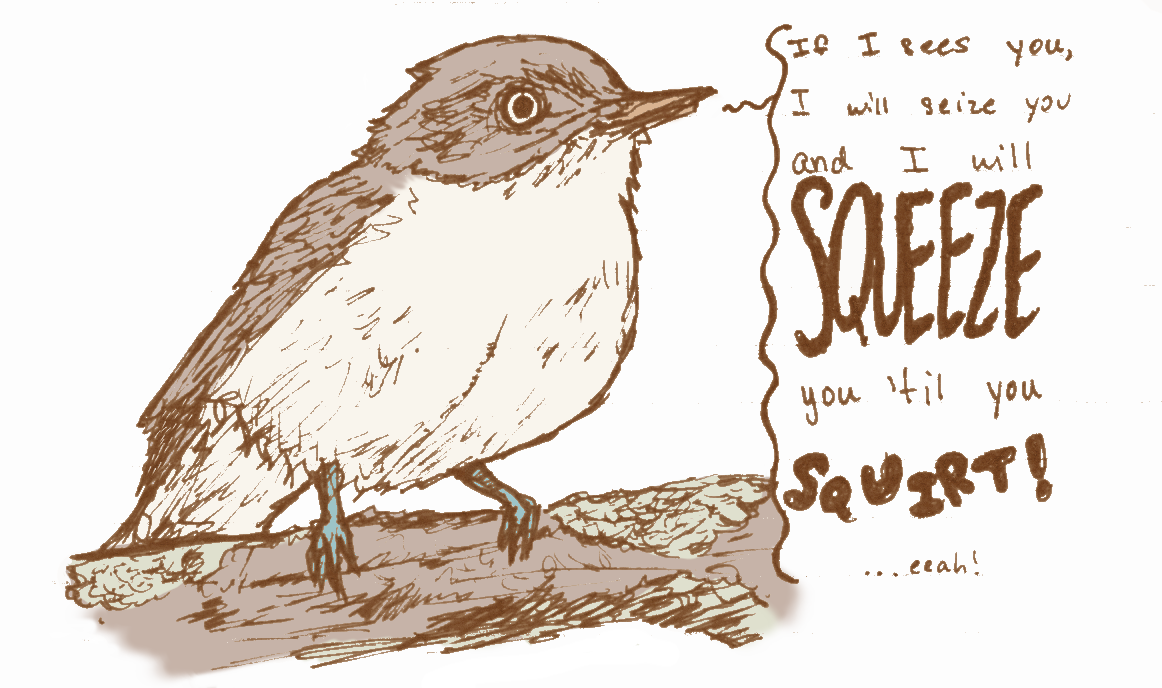 If I sees you,
I will seize you
and I will
SQUEEZE
you 'til you
SQUIRT!
...eeah!